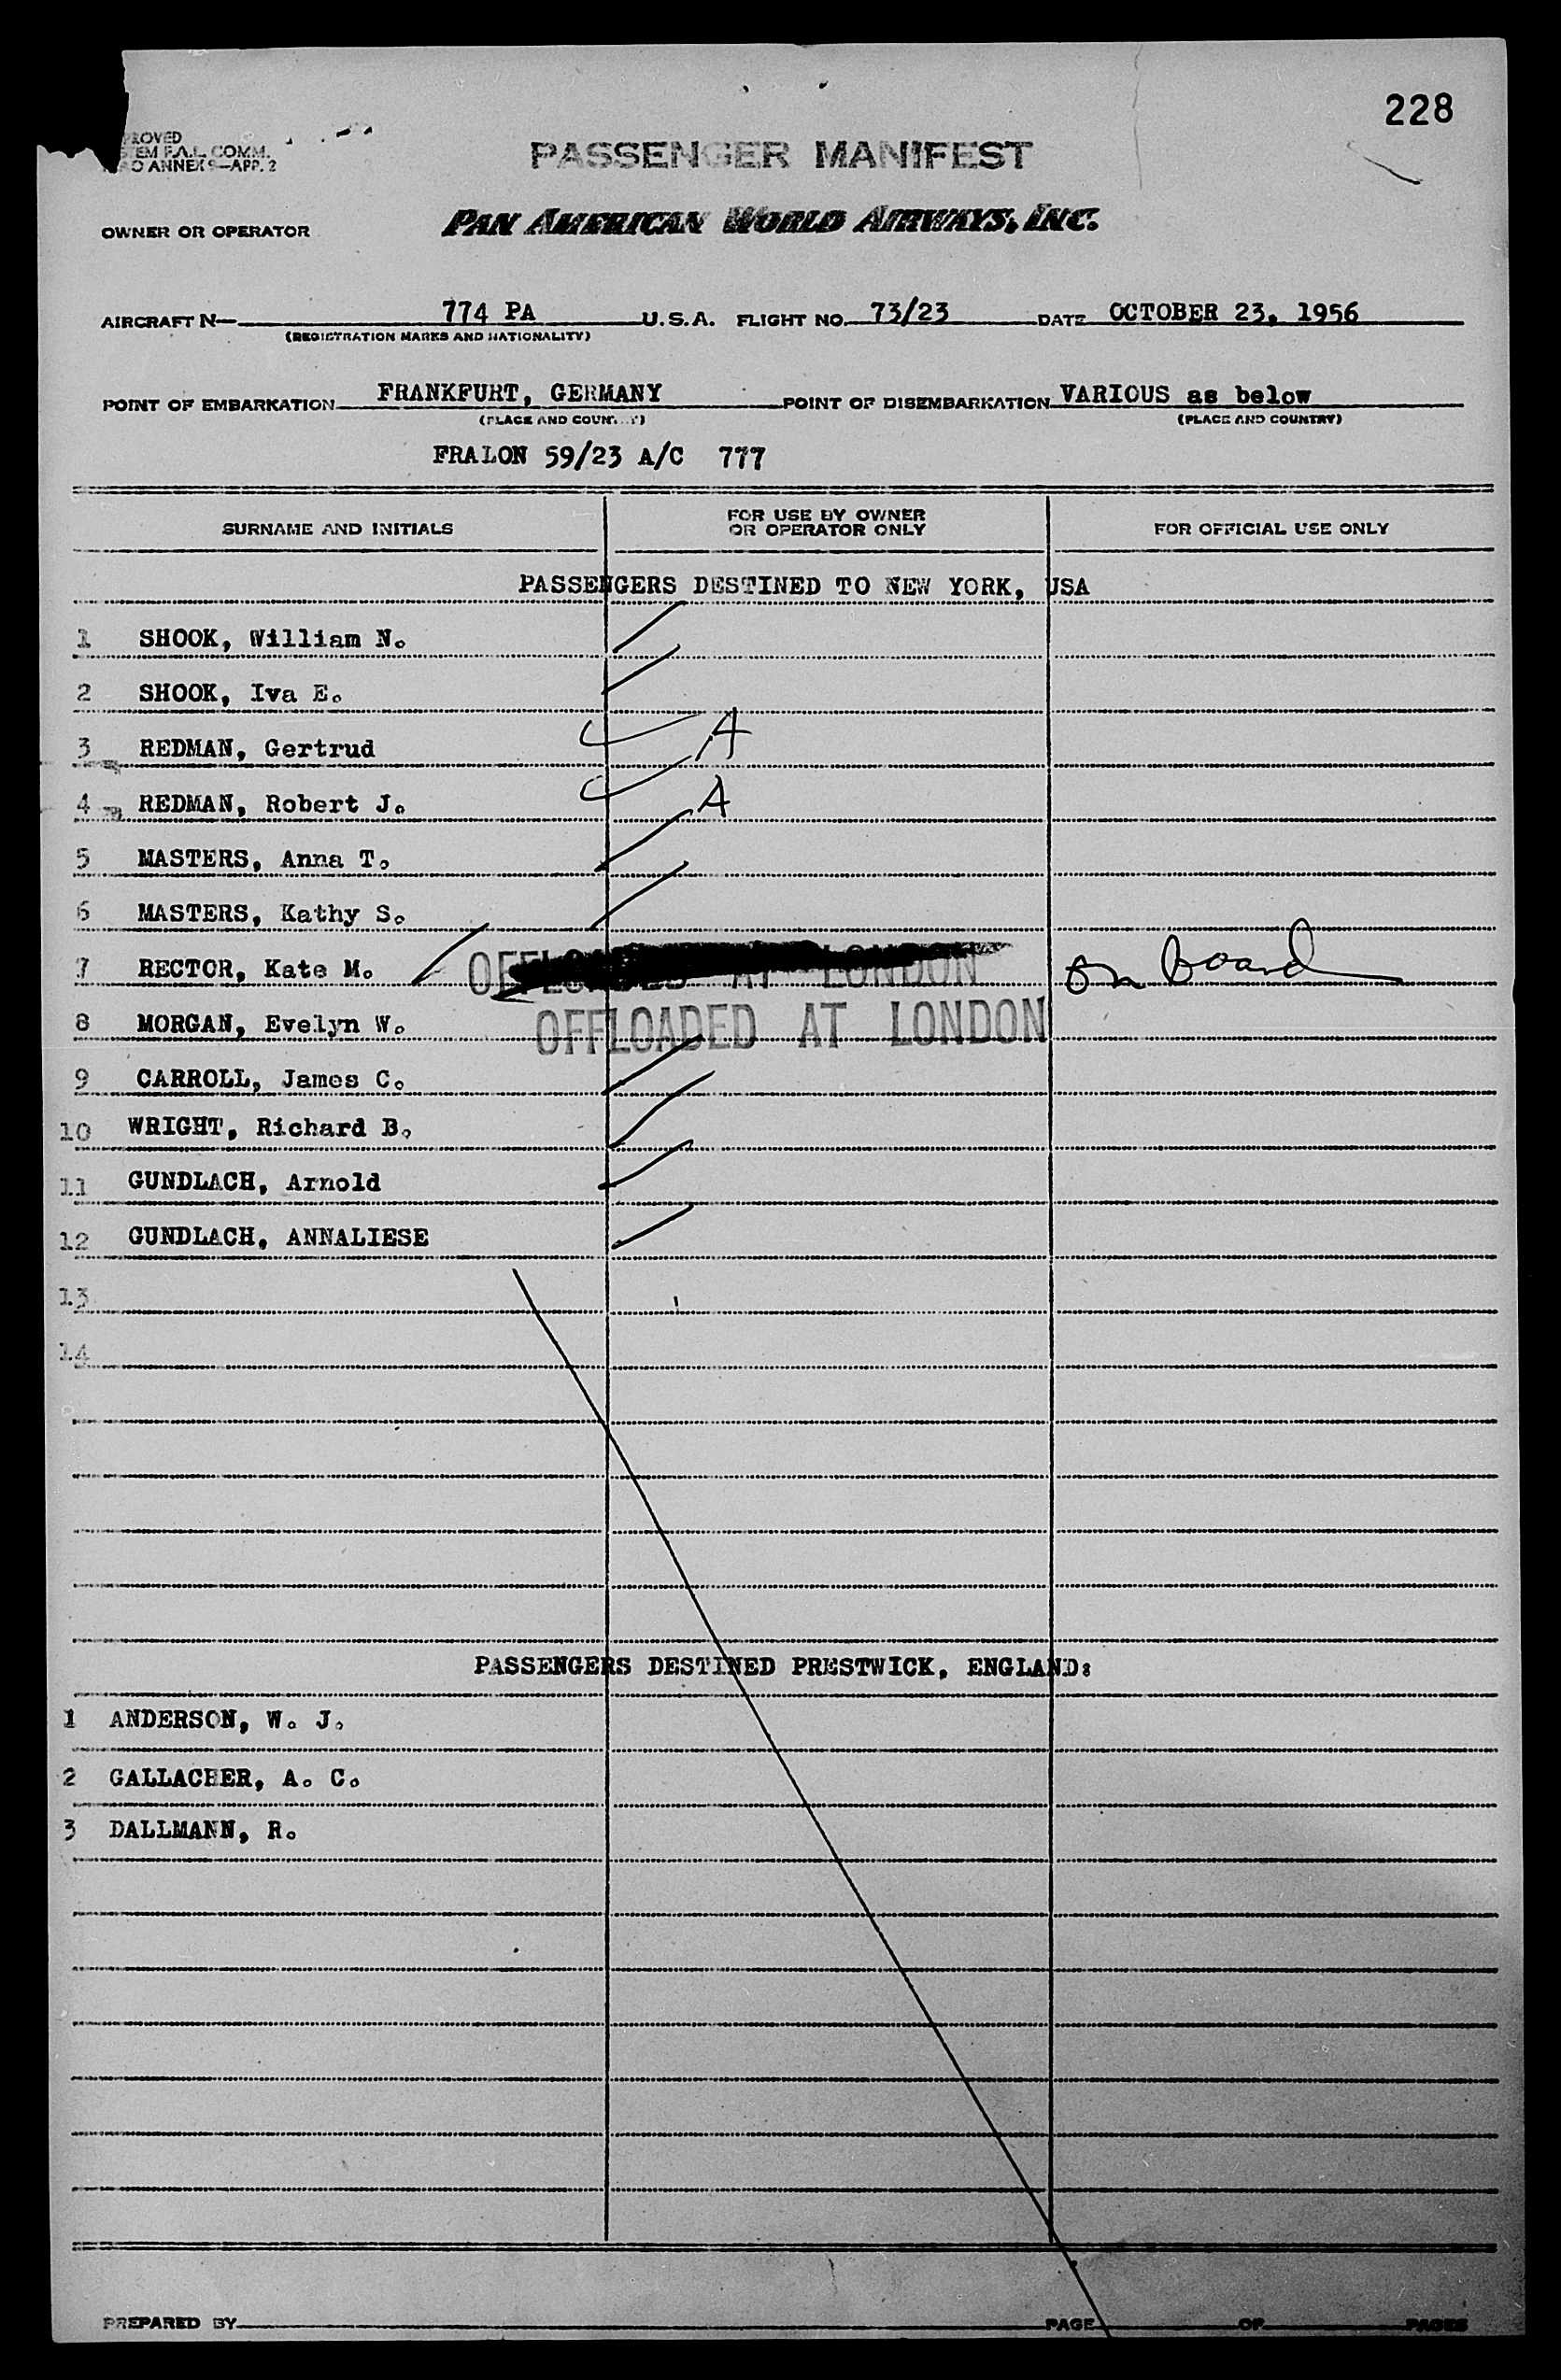 228
PROVED
TEM F.A.L. COMM.
O ANNEX 9—APP. 2
PASSENGER MANIFEST
OWNER OR OPERATOR PAN AMERICAN WORLD AIRWAYS, INC.
AIRCRAFT N— 774 PA U.S.A. FLIGHT NO. 73/23 DATE OCTOBER 23, 1956
(REGISTRATION MARKS AND NATIONALITY)
POINT OF EMBARKATION FRANKFURT, GERMANY POINT OF DISEMBARKATION VARIOUS as below
(PLACE AND COUNTRY) (PLACE AND COUNTRY)
FRALON 59/23 A/C 777
SURNAME AND INITIALS FOR USE BY OWNER OR OPERATOR ONLY FOR OFFICIAL USE ONLY
PASSENGERS DESTINED TO NEW YORK, USA
1 SHOOK, William N.
2 SHOOK, Iva E.
3 REDMAN, Gertrud A
4 REDMAN, Robert J. A
5 MASTERS, Anna T.
6 MASTERS, Kathy S.
7 RECTOR, Kate M. OFFLOADED AT LONDON on board
8 MORGAN, Evelyn W. OFFLOADED AT LONDON
9 CARROLL, James C.
10 WRIGHT, Richard B.
11 GUNDLACH, Arnold
12 GUNDLACH, ANNALIESE
13
14
PASSENGERS DESTINED PRESTWICK, ENGLAND:
1 ANDERSON, W. J.
2 GALLACHER, A. C.
3 DALLMANN, R.
PREPARED BY PAGE OF PAGES